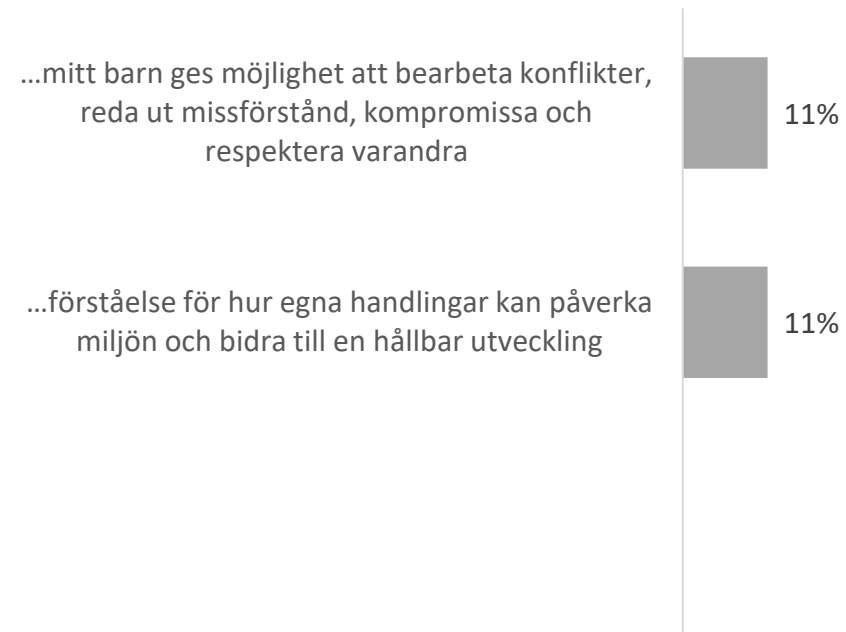 …mitt barn ges möjlighet att bearbeta konflikter,
reda ut missförstånd, kompromissa och
respektera varandra
11%
…förståelse för hur egna handlingar kan påverka
miljön och bidra till en hållbar utveckling
11%